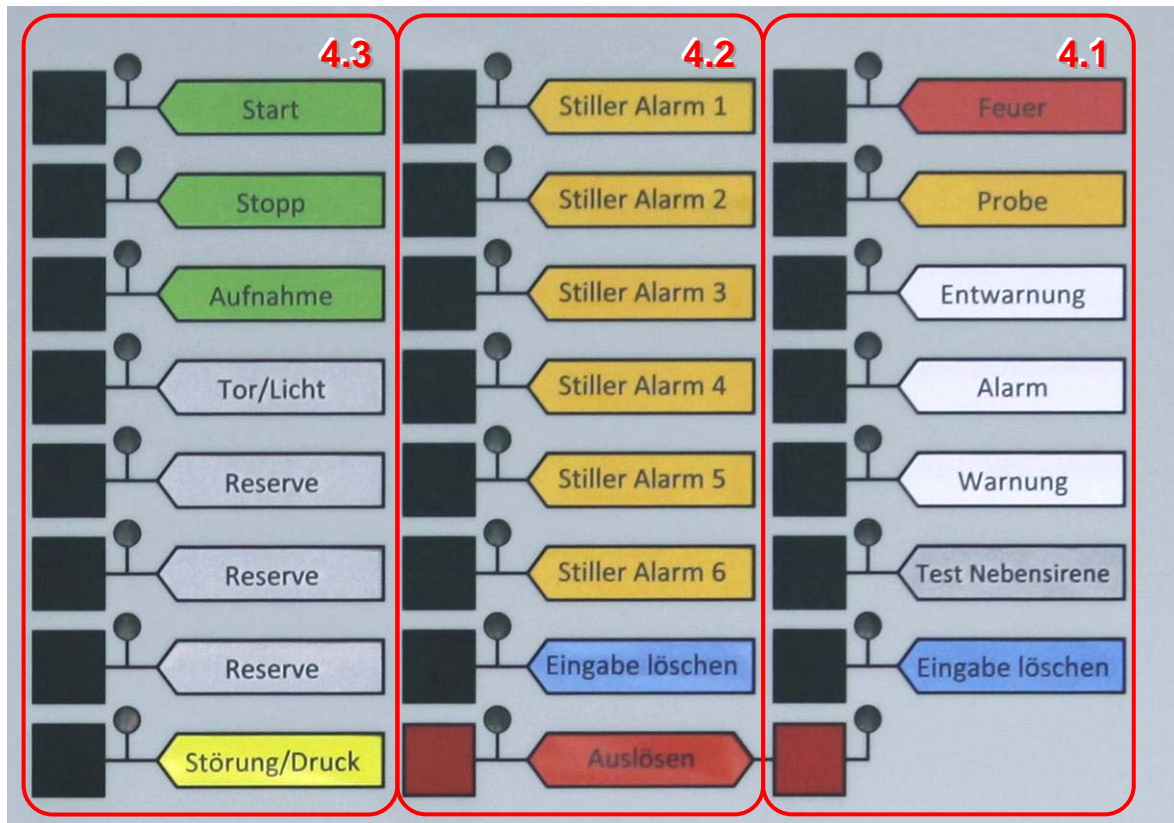 4.3
Start
Stopp
Aufnahme
Tor/Licht
Reserve
Reserve
Reserve
Störung/Druck
4.2
Stiller Alarm 1
Stiller Alarm 2
Stiller Alarm 3
Stiller Alarm 4
Stiller Alarm 5
Stiller Alarm 6
Eingabe löschen
Auslösen
4.1
Feuer
Probe
Entwarnung
Alarm
Warnung
Test Nebensirene
Eingabe löschen